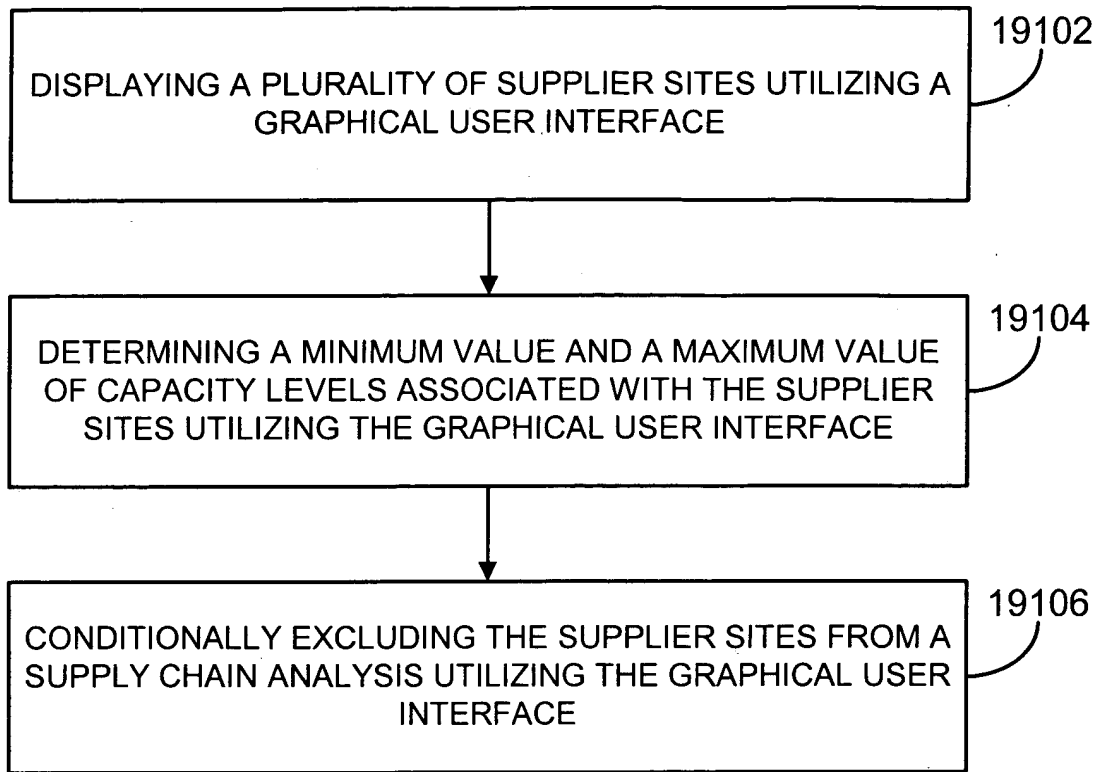 19102
DISPLAYING A PLURALITY OF SUPPLIER SITES UTILIZING A
GRAPHICAL USER INTERFACE
19104
DETERMINING A MINIMUM VALUE AND A MAXIMUM VALUE
OF CAPACITY LEVELS ASSOCIATED WITH THE SUPPLIER
SITES UTILIZING THE GRAPHICAL USER INTERFACE
19106
CONDITIONALLY EXCLUDING THE SUPPLIER SITES FROM A
SUPPLY CHAIN ANALYSIS UTILIZING THE GRAPHICAL USER
INTERFACE